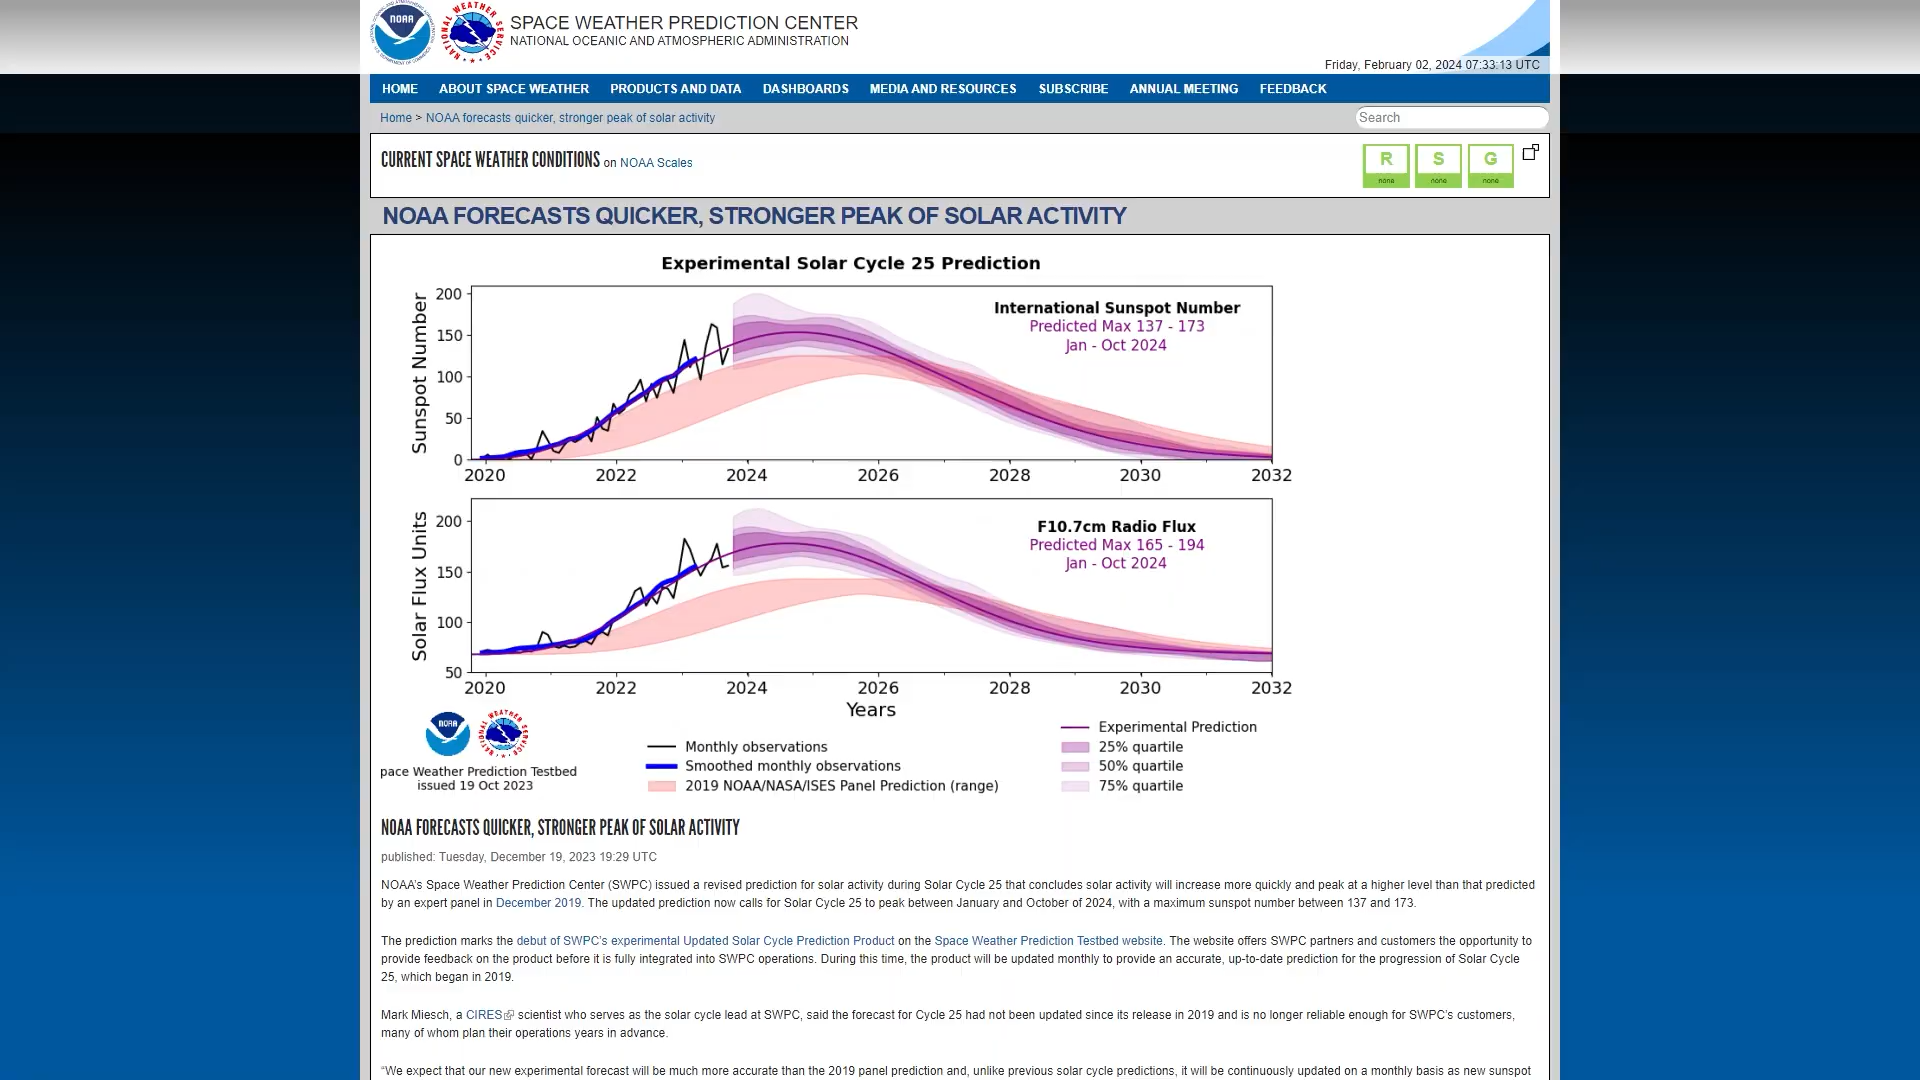 NOAA
SPACE WEATHER PREDICTION CENTER
NATIONAL OCEANIC AND ATMOSPHERIC ADMINISTRATION
Friday, February 02, 2024 07:33:13 UTC
HOME ABOUT SPACE WEATHER PRODUCTS AND DATA DASHBOARDS MEDIA AND RESOURCES SUBSCRIBE ANNUAL MEETING FEEDBACK
Home > NOAA forecasts quicker, stronger peak of solar activity
Search
CURRENT SPACE WEATHER CONDITIONS on NOAA Scales
R S G
none none none
NOAA FORECASTS QUICKER, STRONGER PEAK OF SOLAR ACTIVITY
Experimental Solar Cycle 25 Prediction
Sunspot Number
200
150
100
50
0
International Sunspot Number
Predicted Max 137 - 173
Jan - Oct 2024
2020 2022 2024 2026 2028 2030 2032
Solar Flux Units
200
150
100
50
F10.7cm Radio Flux
Predicted Max 165 - 194
Jan - Oct 2024
2020 2022 2024 2026 2028 2030 2032
Years
NOAA NATIONAL WEATHER SERVICE
pace Weather Prediction Testbed
issued 19 Oct 2023
Monthly observations
Smoothed monthly observations
2019 NOAA/NASA/ISES Panel Prediction (range)
Experimental Prediction
25% quartile
50% quartile
75% quartile
NOAA FORECASTS QUICKER, STRONGER PEAK OF SOLAR ACTIVITY
published: Tuesday, December 19, 2023 19:29 UTC
NOAA's Space Weather Prediction Center (SWPC) issued a revised prediction for solar activity during Solar Cycle 25 that concludes solar activity will increase more quickly and peak at a higher level than that predicted
by an expert panel in December 2019. The updated prediction now calls for Solar Cycle 25 to peak between January and October of 2024, with a maximum sunspot number between 137 and 173.
The prediction marks the debut of SWPC's experimental Updated Solar Cycle Prediction Product on the Space Weather Prediction Testbed website. The website offers SWPC partners and customers the opportunity to
provide feedback on the product before it is fully integrated into SWPC operations. During this time, the product will be updated monthly to provide an accurate, up-to-date prediction for the progression of Solar Cycle
25, which began in 2019.
Mark Miesch, a CIRES scientist who serves as the solar cycle lead at SWPC, said the forecast for Cycle 25 had not been updated since its release in 2019 and is no longer reliable enough for SWPC's customers,
many of whom plan their operations years in advance.
“We expect that our new experimental forecast will be much more accurate than the 2019 panel prediction and, unlike previous solar cycle predictions, it will be continuously updated on a monthly basis as new sunspot